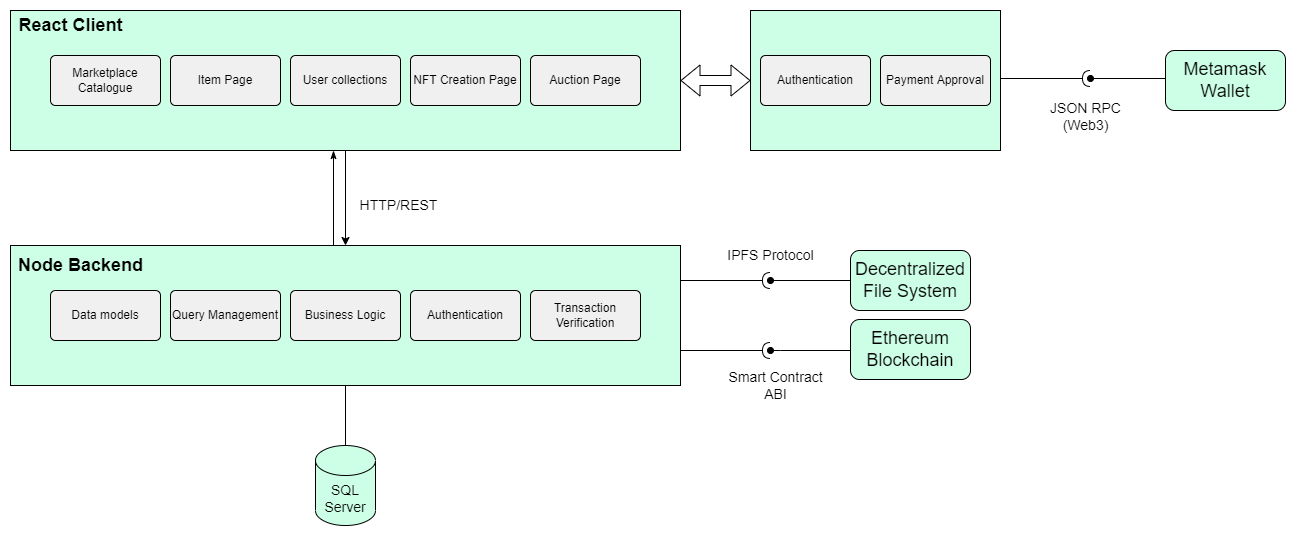 React Client
Marketplace
Catalogue
Item Page
User collections
NFT Creation Page
Auction Page
Authentication
Payment Approval
JSON RPC
(Web3)
Metamask
Wallet
HTTP/REST
Node Backend
Data models
Query Management
Business Logic
Authentication
Transaction
Verification
IPFS Protocol
Decentralized
File System
Smart Contract
ABI
Ethereum
Blockchain
SQL
Server